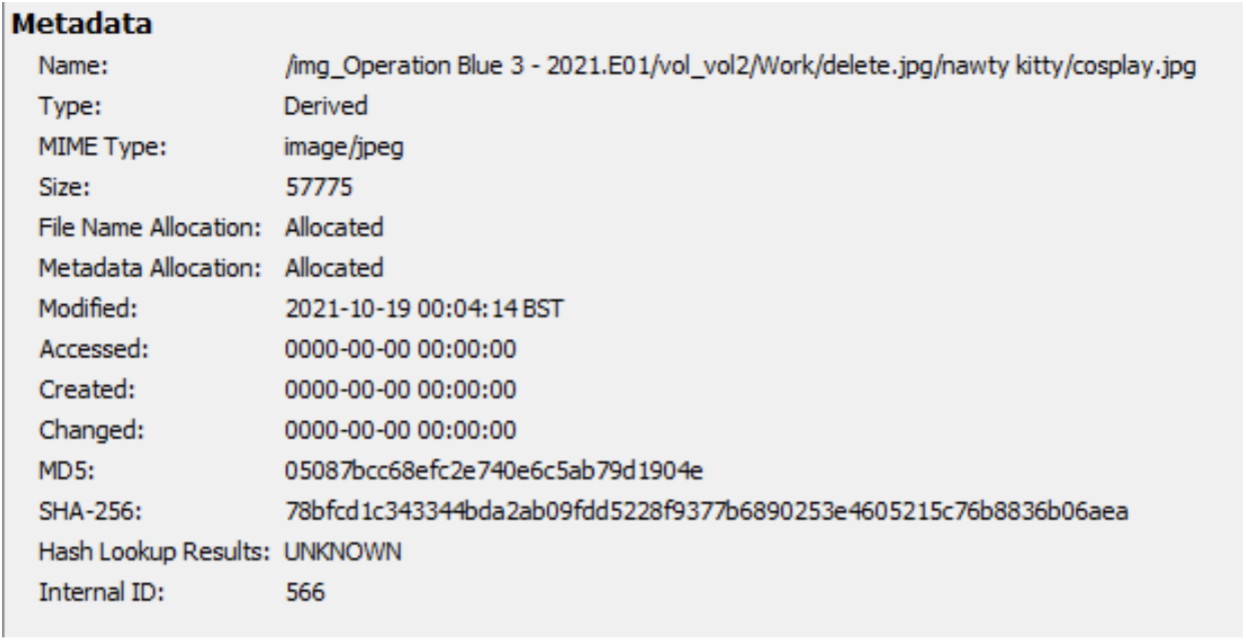 Metadata
Name: /img_Operation Blue 3 - 2021.E01/vol_vol2/Work/delete.jpg/nawty kitty/cosplay.jpg
Type: Derived
MIME Type: image/jpeg
Size: 57775
File Name Allocation: Allocated
Metadata Allocation: Allocated
Modified: 2021-10-19 00:04:14 BST
Accessed: 0000-00-00 00:00:00
Created: 0000-00-00 00:00:00
Changed: 0000-00-00 00:00:00
MD5: 05087bcc68efc2e740e6c5ab79d1904e
SHA-256: 78bfcd1c343344bda2ab09fdd5228f9377b6890253e4605215c76b8836b06aea
Hash Lookup Results: UNKNOWN
Internal ID: 566